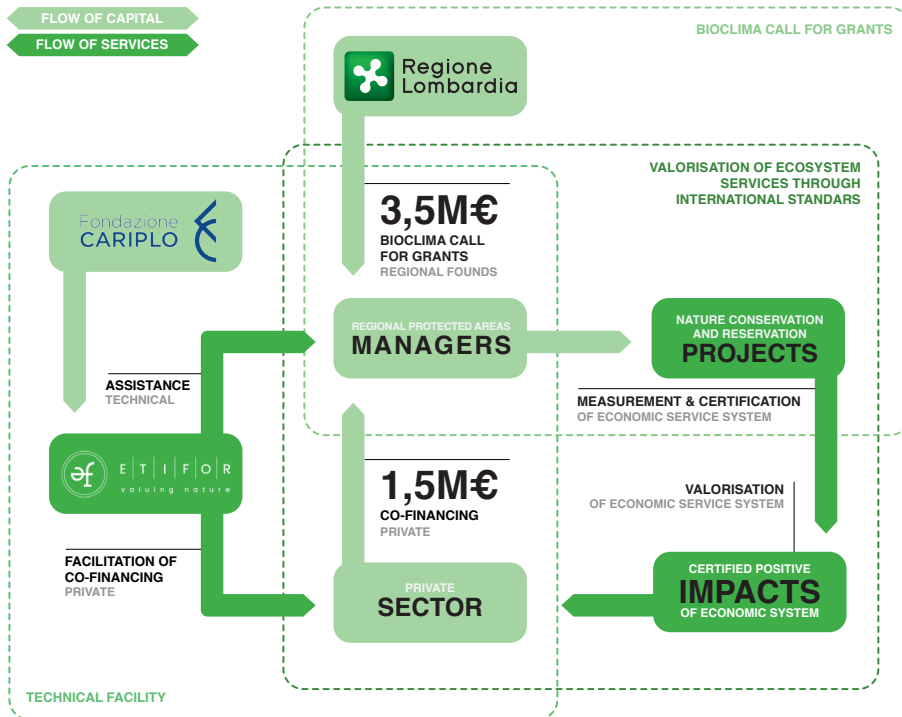 FLOW OF CAPITAL
FLOW OF SERVICES
BIOCLIMA CALL FOR GRANTS
Regione
Lombardia
VALORISATION OF ECOSYSTEM
SERVICES THROUGH
INTERNATIONAL STANDARS
Fondazione
CARIPLO
3,5M€
BIOCLIMA CALL
FOR GRANTS
REGIONAL FOUNDS
REGIONAL PROTECTED AREAS
MANAGERS
NATURE CONSERVATION
AND RESERVATION
PROJECTS
ASSISTANCE
TECHNICAL
MEASUREMENT & CERTIFICATION
OF ECONOMIC SERVICE SYSTEM
ef
E|T|I|F|O|R
valuing nature
1,5M€
CO-FINANCING
PRIVATE
VALORISATION
OF ECONOMIC SERVICE SYSTEM
FACILITATION OF
CO-FINANCING
PRIVATE
PRIVATE
SECTOR
CERTIFIED POSITIVE
IMPACTS
OF ECONOMIC SYSTEM
TECHNICAL FACILITY